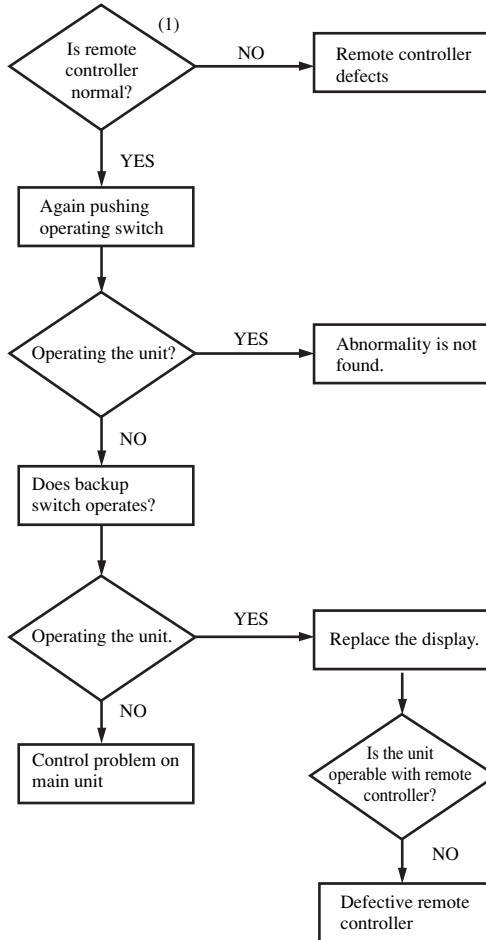 (1)
Is remote
controller
normal?
NO
Remote controller
defects
YES
Again pushing
operating switch
Operating the unit?
YES
Abnormality is not
found.
NO
Does backup
switch operates?
Operating the unit.
YES
Replace the display.
NO
Control problem on
main unit
Is the unit
operable with remote
controller?
NO
Defective remote
controller